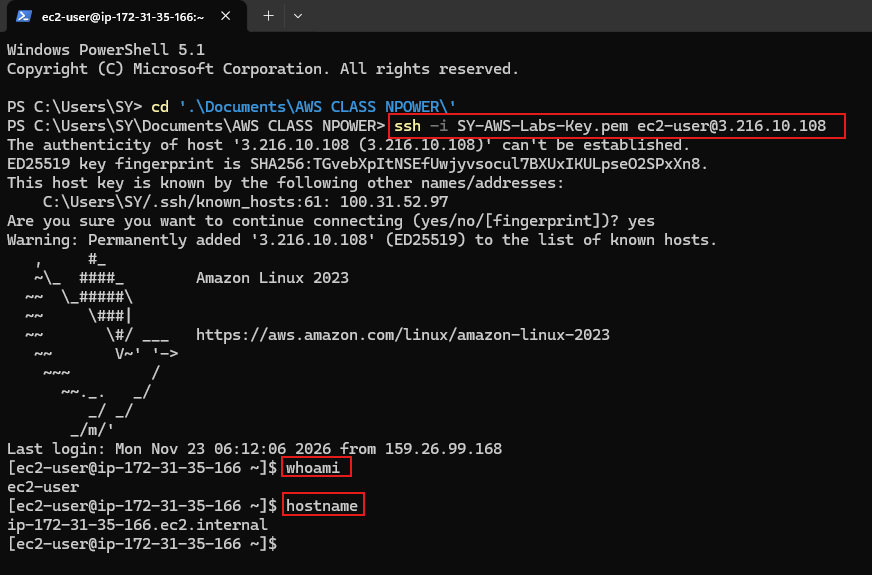 ec2-user@ip-172-31-35-166:~
Windows PowerShell 5.1
Copyright (C) Microsoft Corporation. All rights reserved.
PS C:\Users\SY> cd '.\Documents\AWS CLASS NPOWER\'
PS C:\Users\SY\Documents\AWS CLASS NPOWER> ssh -i SY-AWS-Labs-Key.pem ec2-user@3.216.10.108
The authenticity of host '3.216.10.108 (3.216.10.108)' can't be established.
ED25519 key fingerprint is SHA256:TGvebXpItNSEfUwjyvsocul7BXUxIKULpseO2SPxXn8.
This host key is known by the following other names/addresses:
    C:\Users\SY/.ssh/known_hosts:61: 100.31.52.97
Are you sure you want to continue connecting (yes/no/[fingerprint])? yes
Warning: Permanently added '3.216.10.108' (ED25519) to the list of known hosts.
   ,     #_
   ~\_  ####_        Amazon Linux 2023
  ~~  \_#####\
  ~~     \###|
  ~~       \#/ ___   https://aws.amazon.com/linux/amazon-linux-2023
   ~~       V~' '->
    ~~~         /
      ~~._.   _/
         _/ _/
       _/m/'
Last login: Mon Nov 23 06:12:06 2026 from 159.26.99.168
[ec2-user@ip-172-31-35-166 ~]$ whoami
ec2-user
[ec2-user@ip-172-31-35-166 ~]$ hostname
ip-172-31-35-166.ec2.internal
[ec2-user@ip-172-31-35-166 ~]$